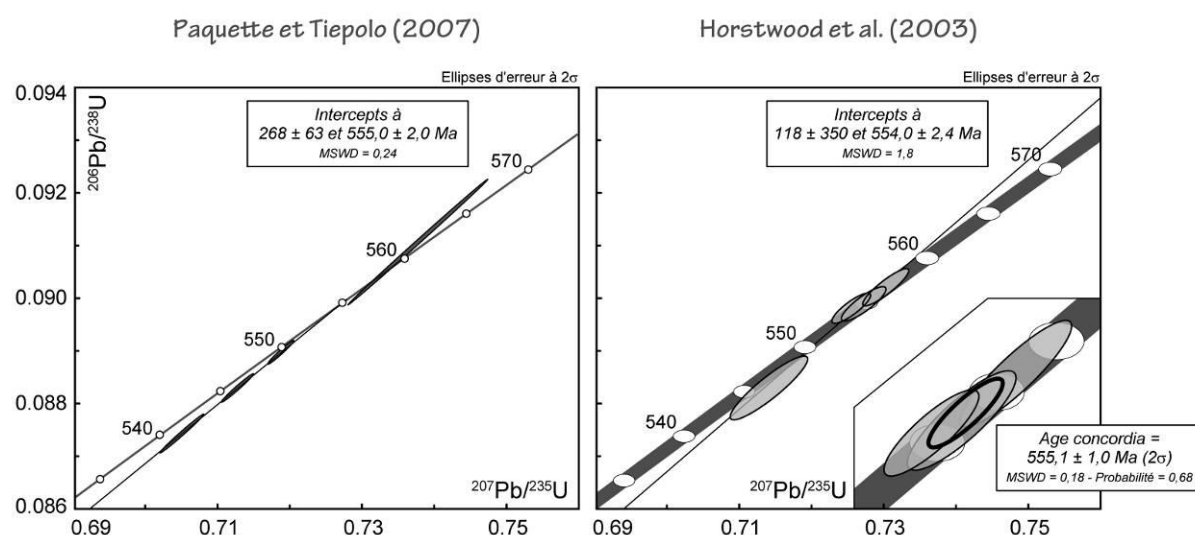 Paquette et Tiepolo (2007)
Horstwood et al. (2003)
Ellipses d'erreur à 2σ
Ellipses d'erreur à 2σ
0.094
0.092
0.090
0.088
0.086
206Pb/238U
Intercepts à
268 ± 63 et 555,0 ± 2,0 Ma
MSWD = 0,24
570
560
550
540
207Pb/235U
0.69
0.71
0.73
0.75
Intercepts à
118 ± 350 et 554,0 ± 2,4 Ma
MSWD = 1,8
570
560
550
540
207Pb/235U
Age concordia =
555,1 ± 1,0 Ma (2σ)
MSWD = 0,18 - Probabilité = 0,68
0.69
0.71
0.73
0.75